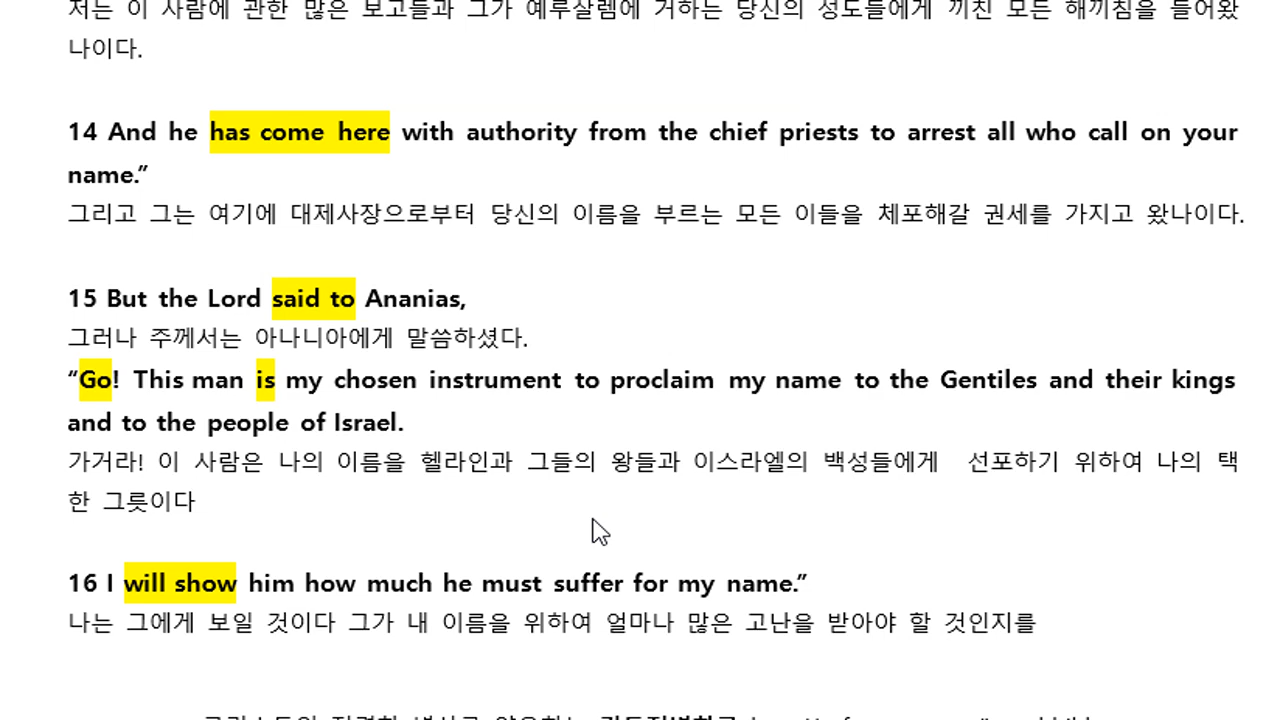 저는 이 사람에 관한 많은 보고들과 그가 예루살렘에 거하는 당신의 성도들에게 끼친 모든 해끼침을 들어왔
나이다.
14 And he has come here with authority from the chief priests to arrest all who call on your
name.”
그리고 그는 여기에 대제사장으로부터 당신의 이름을 부르는 모든 이들을 체포해갈 권세를 가지고 왔나이다.
15 But the Lord said to Ananias,
그러나 주께서는 아나니아에게 말씀하셨다.
“Go! This man is my chosen instrument to proclaim my name to the Gentiles and their kings
and to the people of Israel.
가거라! 이 사람은 나의 이름을 헬라인과 그들의 왕들과 이스라엘의 백성들에게 선포하기 위하여 나의 택
한 그릇이다
16 I will show him how much he must suffer for my name.”
나는 그에게 보일 것이다 그가 내 이름을 위하여 얼마나 많은 고난을 받아야 할 것인지를